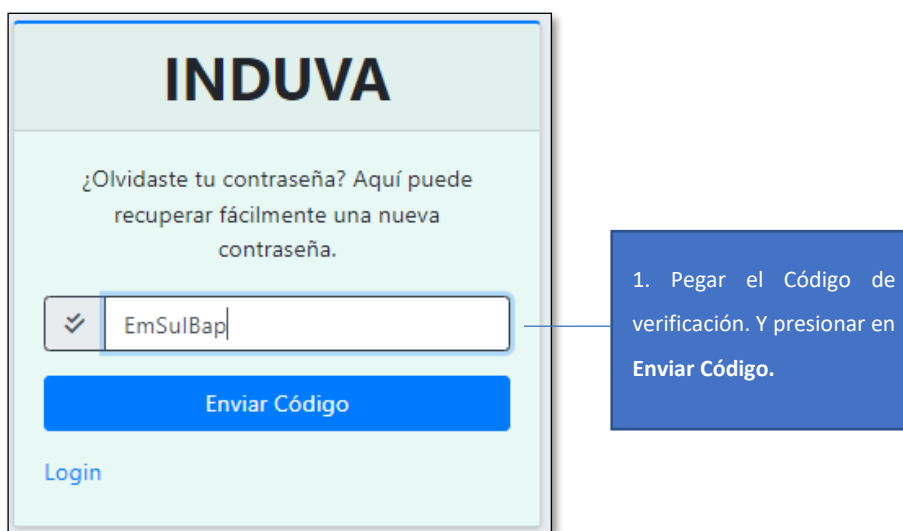 INDUVA
¿Olvidaste tu contraseña? Aquí puede
recuperar fácilmente una nueva
contraseña.
EmSulBap
Enviar Código
Login
1. Pegar el Código de
verificación. Y presionar en
Enviar Código.